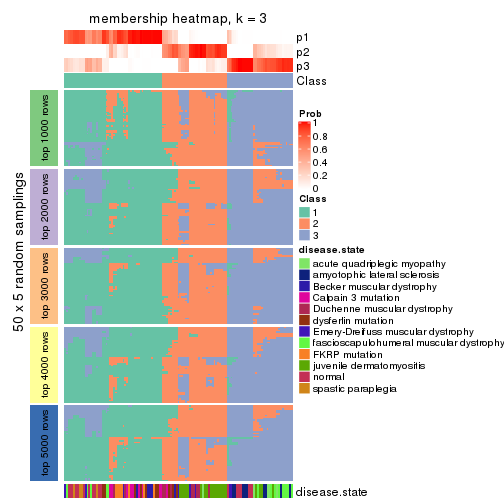 membership heatmap, k = 3
p1
p2
p3
Class
50 x 5 random samplings
top 1000 rows
top 2000 rows
top 3000 rows
top 4000 rows
top 5000 rows
Prob
1
0.8
0.6
0.4
0.2
0
Class
1
2
3
disease.state
acute quadriplegic myopathy
amyotophic lateral sclerosis
Becker muscular dystrophy
Calpain 3 mutation
Duchenne muscular dystrophy
dysferlin mutation
Emery-Dreifuss muscular dystrophy
fascioscapulohumeral muscular dystrophy
FKRP mutation
juvenile dermatomyositis
normal
spastic paraplegia
disease.state